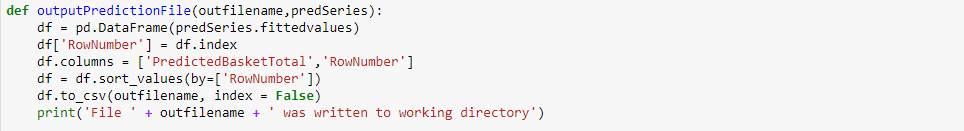 def outputPredictionFile(outfilename,predSeries):
    df = pd.DataFrame(predSeries.fittedvalues)
    df['RowNumber'] = df.index
    df.columns = ['PredictedBasketTotal','RowNumber']
    df = df.sort_values(by=['RowNumber'])
    df.to_csv(outfilename, index = False)
    print('File ' + outfilename + ' was written to working directory')